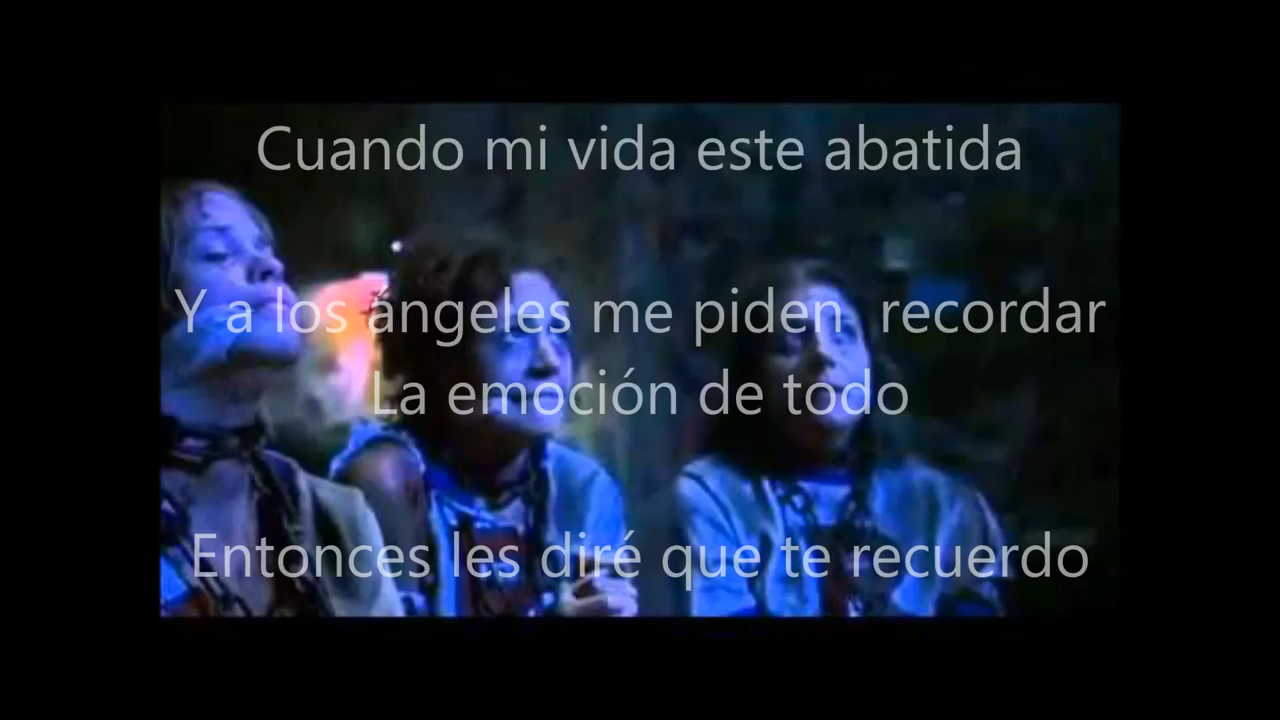 Cuando mi vida este abatida
Y a los ángeles me piden recordar
La emoción de todo
Entonces les diré que te recuerdo